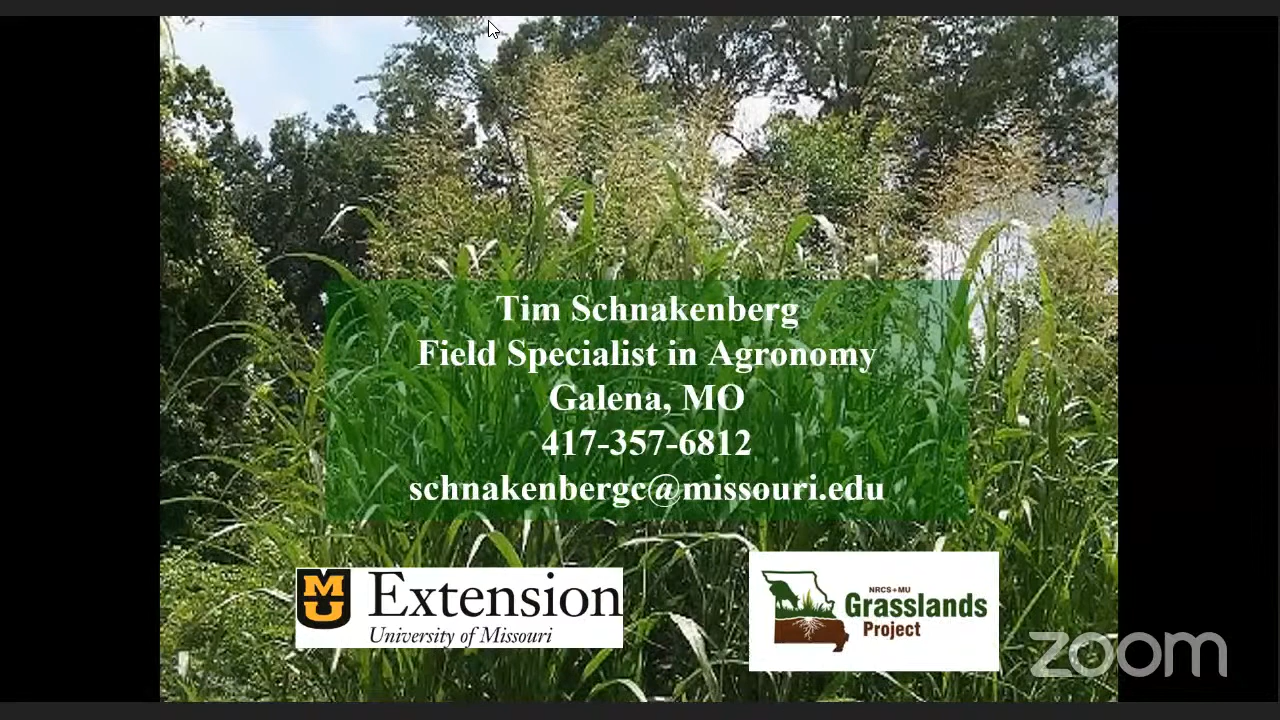 Tim Schnakenberg
Field Specialist in Agronomy
Galena, MO
417-357-6812
schnakenbergc@missouri.edu
MU Extension
University of Missouri
NRCS+MU
Grasslands
Project
zoom